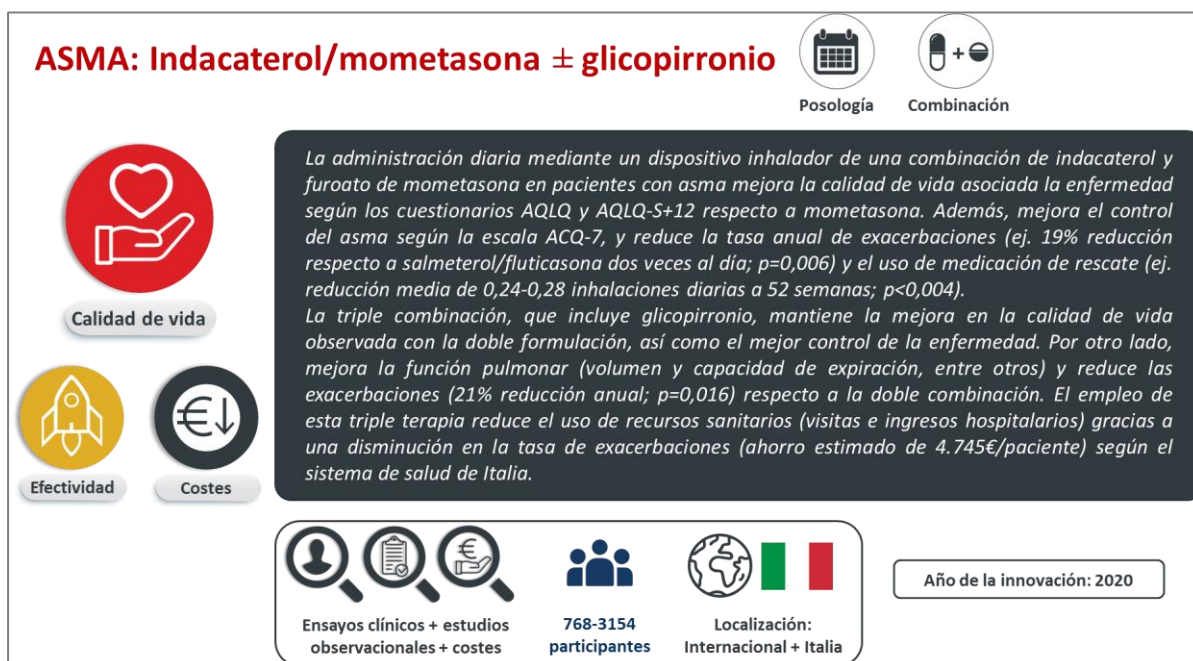 ASMA: Indacaterol/mometasona ± glicopirronio
Posología
Combinación
La administración diaria mediante un dispositivo inhalador de una combinación de indacaterol y
furoato de mometasona en pacientes con asma mejora la calidad de vida asociada la enfermedad
según los cuestionarios AQLQ y AQLQ-S+12 respecto a mometasona. Además, mejora el control
del asma según la escala ACQ-7, y reduce la tasa anual de exacerbaciones (ej. 19% reducción
respecto a salmeterol/fluticasona dos veces al día; p=0,006) y el uso de medicación de rescate (ej.
reducción media de 0,24-0,28 inhalaciones diarias a 52 semanas; p<0,004).
La triple combinación, que incluye glicopirronio, mantiene la mejora en la calidad de vida
observada con la doble formulación, así como el mejor control de la enfermedad. Por otro lado,
mejora la función pulmonar (volumen y capacidad de expiración, entre otros) y reduce las
exacerbaciones (21% reducción anual; p=0,016) respecto a la doble combinación. El empleo de
esta triple terapia reduce el uso de recursos sanitarios (visitas e ingresos hospitalarios) gracias a
una disminución en la tasa de exacerbaciones (ahorro estimado de 4.745€/paciente) según el
sistema de salud de Italia.
Calidad de vida
Efectividad
Costes
Ensayos clínicos + estudios
observacionales + costes
768-3154
participantes
Localización:
Internacional + Italia
Año de la innovación: 2020